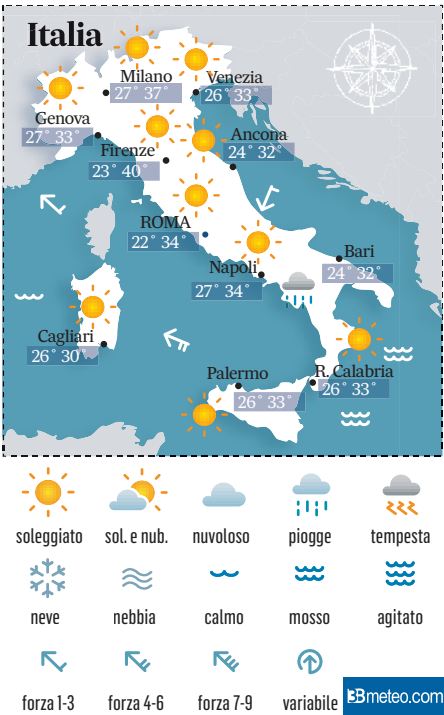 Italia
Milano
27° 37°
Venezia
26° 33°
Genova
27° 33°
Firenze
23° 40°
Ancona
24° 32°
ROMA
22° 34°
Napoli
27° 34°
Bari
24° 32°
Cagliari
26° 30°
Palermo
26° 33°
R. Calabria
26° 33°
soleggiato
sol. e nub.
nuvoloso
piogge
tempesta
neve
nebbia
calmo
mosso
agitato
forza 1-3
forza 4-6
forza 7-9
variabile
3Bmeteo.com